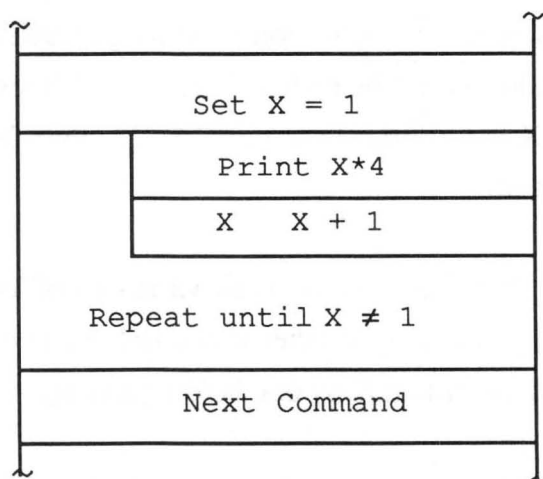 Set X = 1
Print X*4
X X + 1
Repeat until X ≠ 1
Next Command